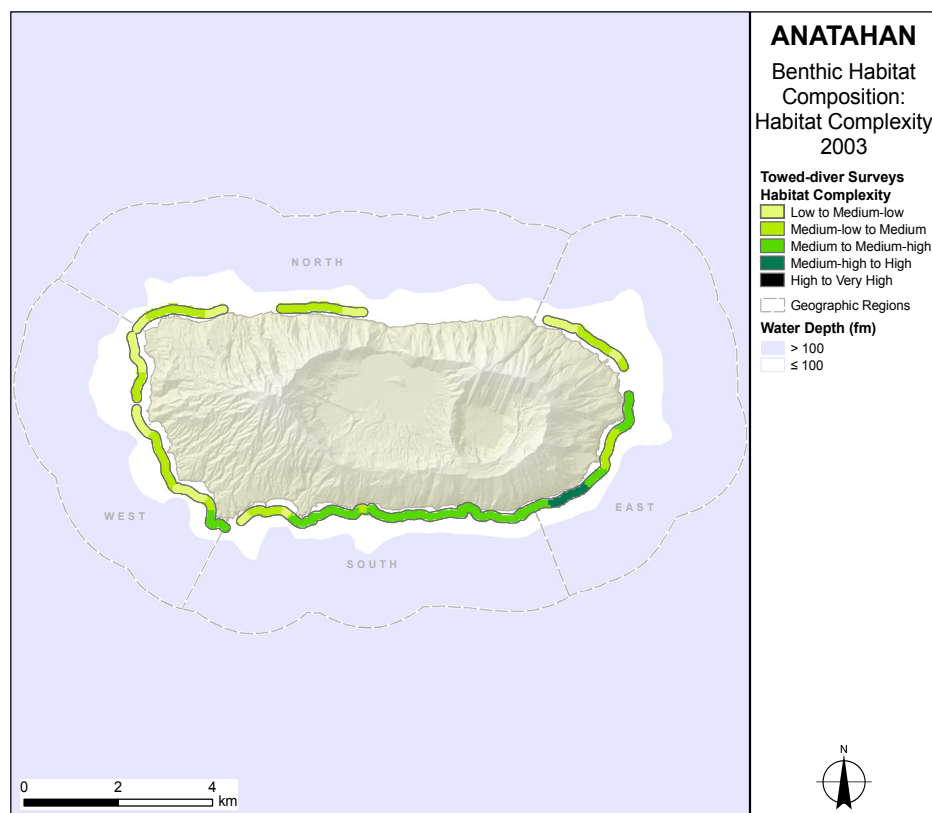 ANATAHAN
Benthic Habitat
Composition:
Habitat Complexity
2003
Towed-diver Surveys
Habitat Complexity
Low to Medium-low
Medium-low to Medium
Medium to Medium-high
Medium-high to High
High to Very High
Geographic Regions
Water Depth (fm)
> 100
≤ 100
NORTH
WEST
EAST
SOUTH
0 2 4
km
N